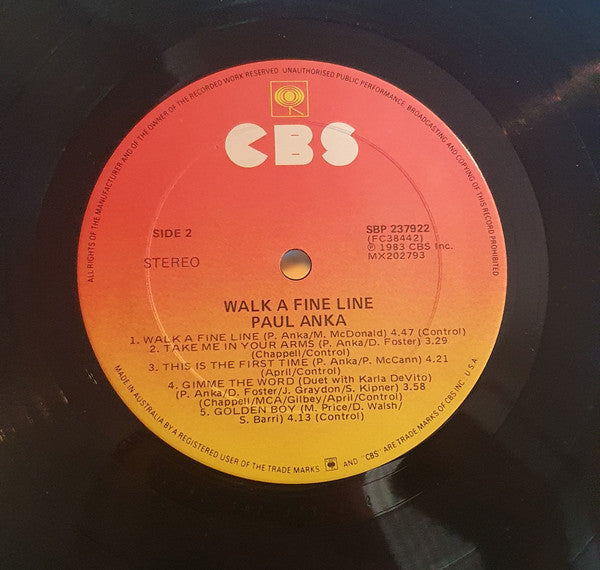 ALL RIGHTS OF THE MANUFACTURER AND OF THE OWNER OF THE RECORDED WORK RESERVED UNAUTHORISED PUBLIC PERFORMANCE BROADCASTING AND COPYING OF THIS RECORD PROHIBITED
CBS
SIDE 2
STEREO
SBP 237922
(FC38442)
℗ 1983 CBS Inc.
MX202793
WALK A FINE LINE
PAUL ANKA
1. WALK A FINE LINE (P. Anka/M. McDonald) 4.47 (Control)
2. TAKE ME IN YOUR ARMS (P. Anka/D. Foster) 3.29
(Chappell/Control)
3. THIS IS THE FIRST TIME (P. Anka/P. McCann) 4.21
(April/Control)
4. GIMME THE WORD (Duet with Karla DeVito)
(P. Anka/D. Foster/J. Graydon/S. Kipner) 3.58
(Chappell/MCA/Gilbey/April/Control)
5. GOLDEN BOY (M. Price/D. Walsh/
S. Barri) 4.13 (Control)
MADE IN AUSTRALIA BY A REGISTERED USER OF THE TRADE MARKS AND "CBS" ARE TRADE MARKS OF CBS INC. U.S.A.